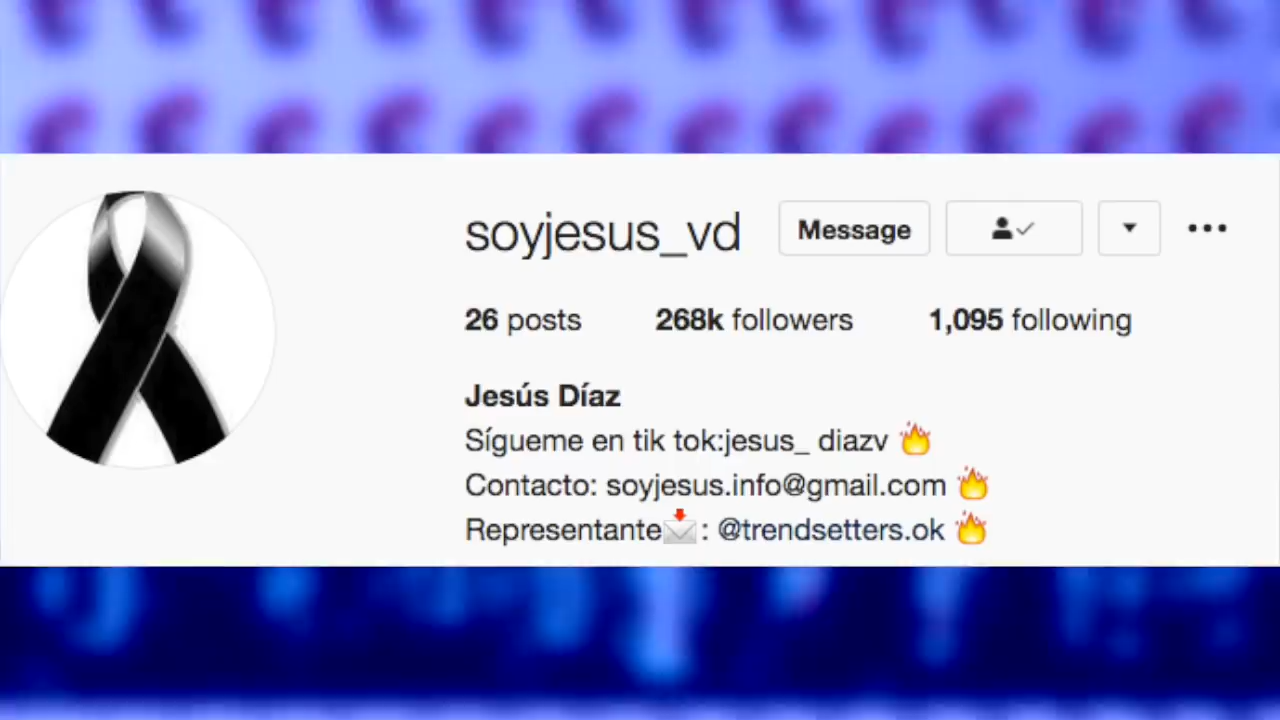 soyjesus_vd Message
26 posts 268k followers 1,095 following
Jesús Díaz
Sígueme en tik tok:jesus_ diazv 🔥
Contacto: soyjesus.info@gmail.com 🔥
Representante📩: @trendsetters.ok 🔥